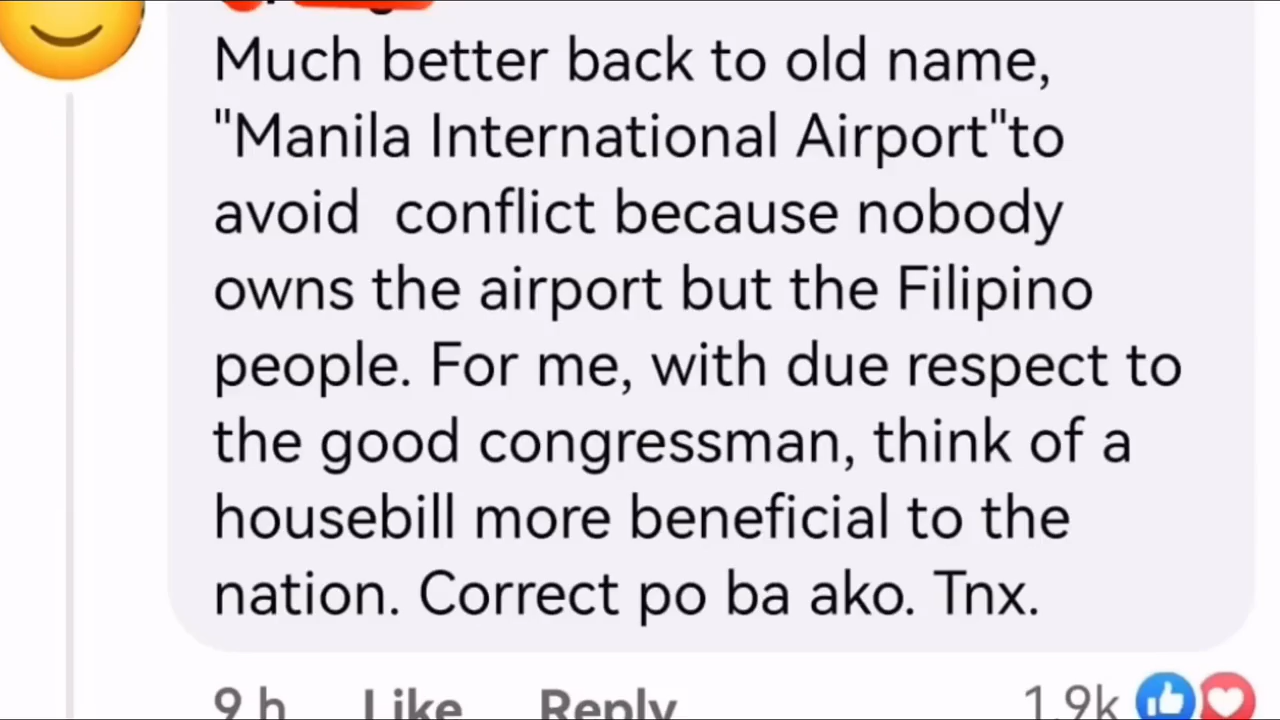 Much better back to old name,
"Manila International Airport"to
avoid  conflict because nobody
owns the airport but the Filipino
people. For me, with due respect to
the good congressman, think of a
housebill more beneficial to the
nation. Correct po ba ako. Tnx.
9 h Like Reply 1.9k